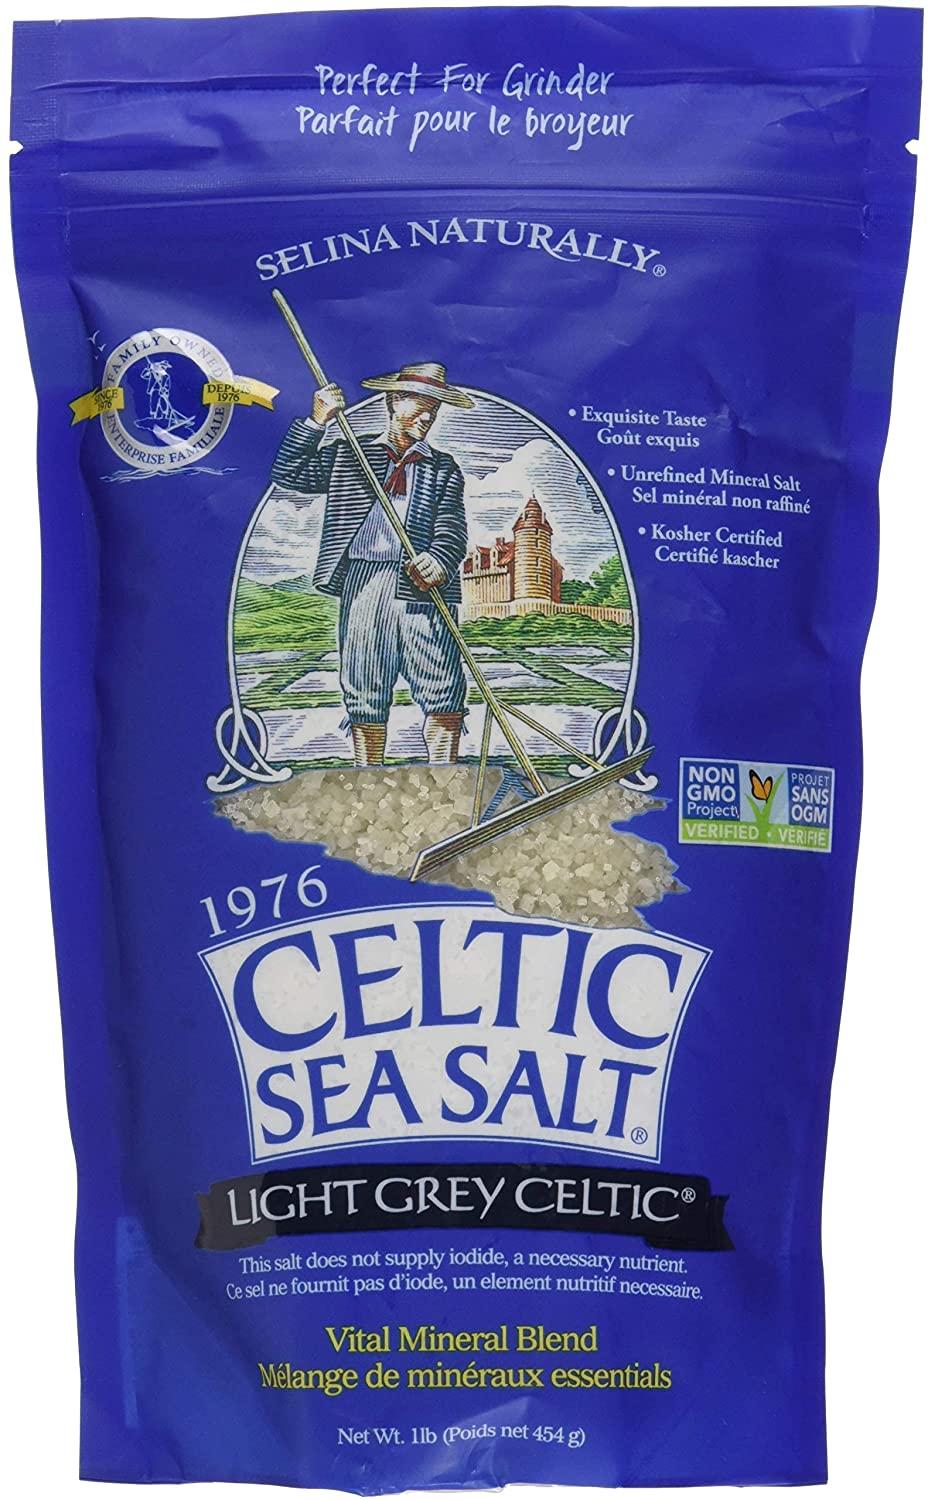 Perfect For Grinder
Parfait pour le broyeur
SELINA NATURALLY®
FAMILY OWNED
SINCE 1976
DEPUIS 1976
ENTERPRISE FAMILIALE
• Exquisite Taste
Goût exquis
• Unrefined Mineral Salt
Sel minéral non raffiné
• Kosher Certified
Certifié kascher
NON
GMO
Project
VERIFIED
PROJET
SANS
OGM
VÉRIFIÉ
1976
CELTIC
SEA SALT®
LIGHT GREY CELTIC®
This salt does not supply iodide, a necessary nutrient.
Ce sel ne fournit pas d'iode, un element nutritif necessaire.
Vital Mineral Blend
Mélange de minéraux essentials
Net Wt. 1lb (Poids net 454 g)